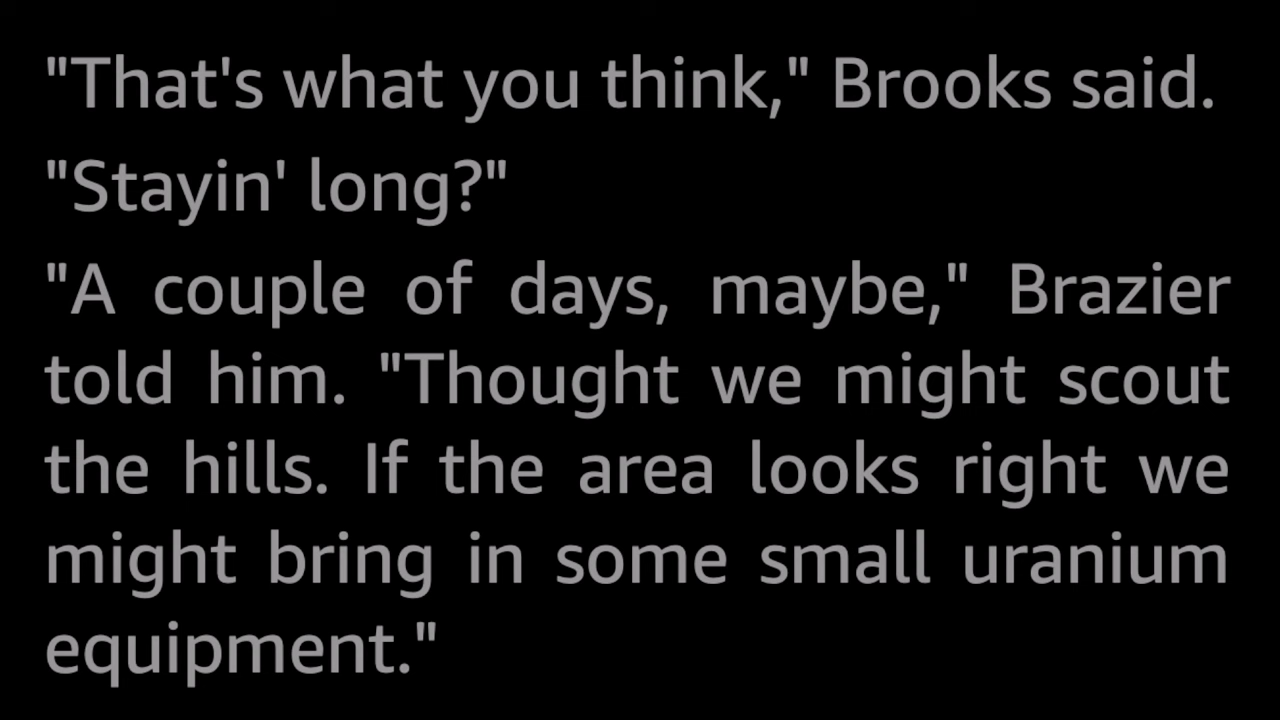 "That's what you think," Brooks said.
"Stayin' long?"
"A couple of days, maybe," Brazier
told him. "Thought we might scout
the hills. If the area looks right we
might bring in some small uranium
equipment."